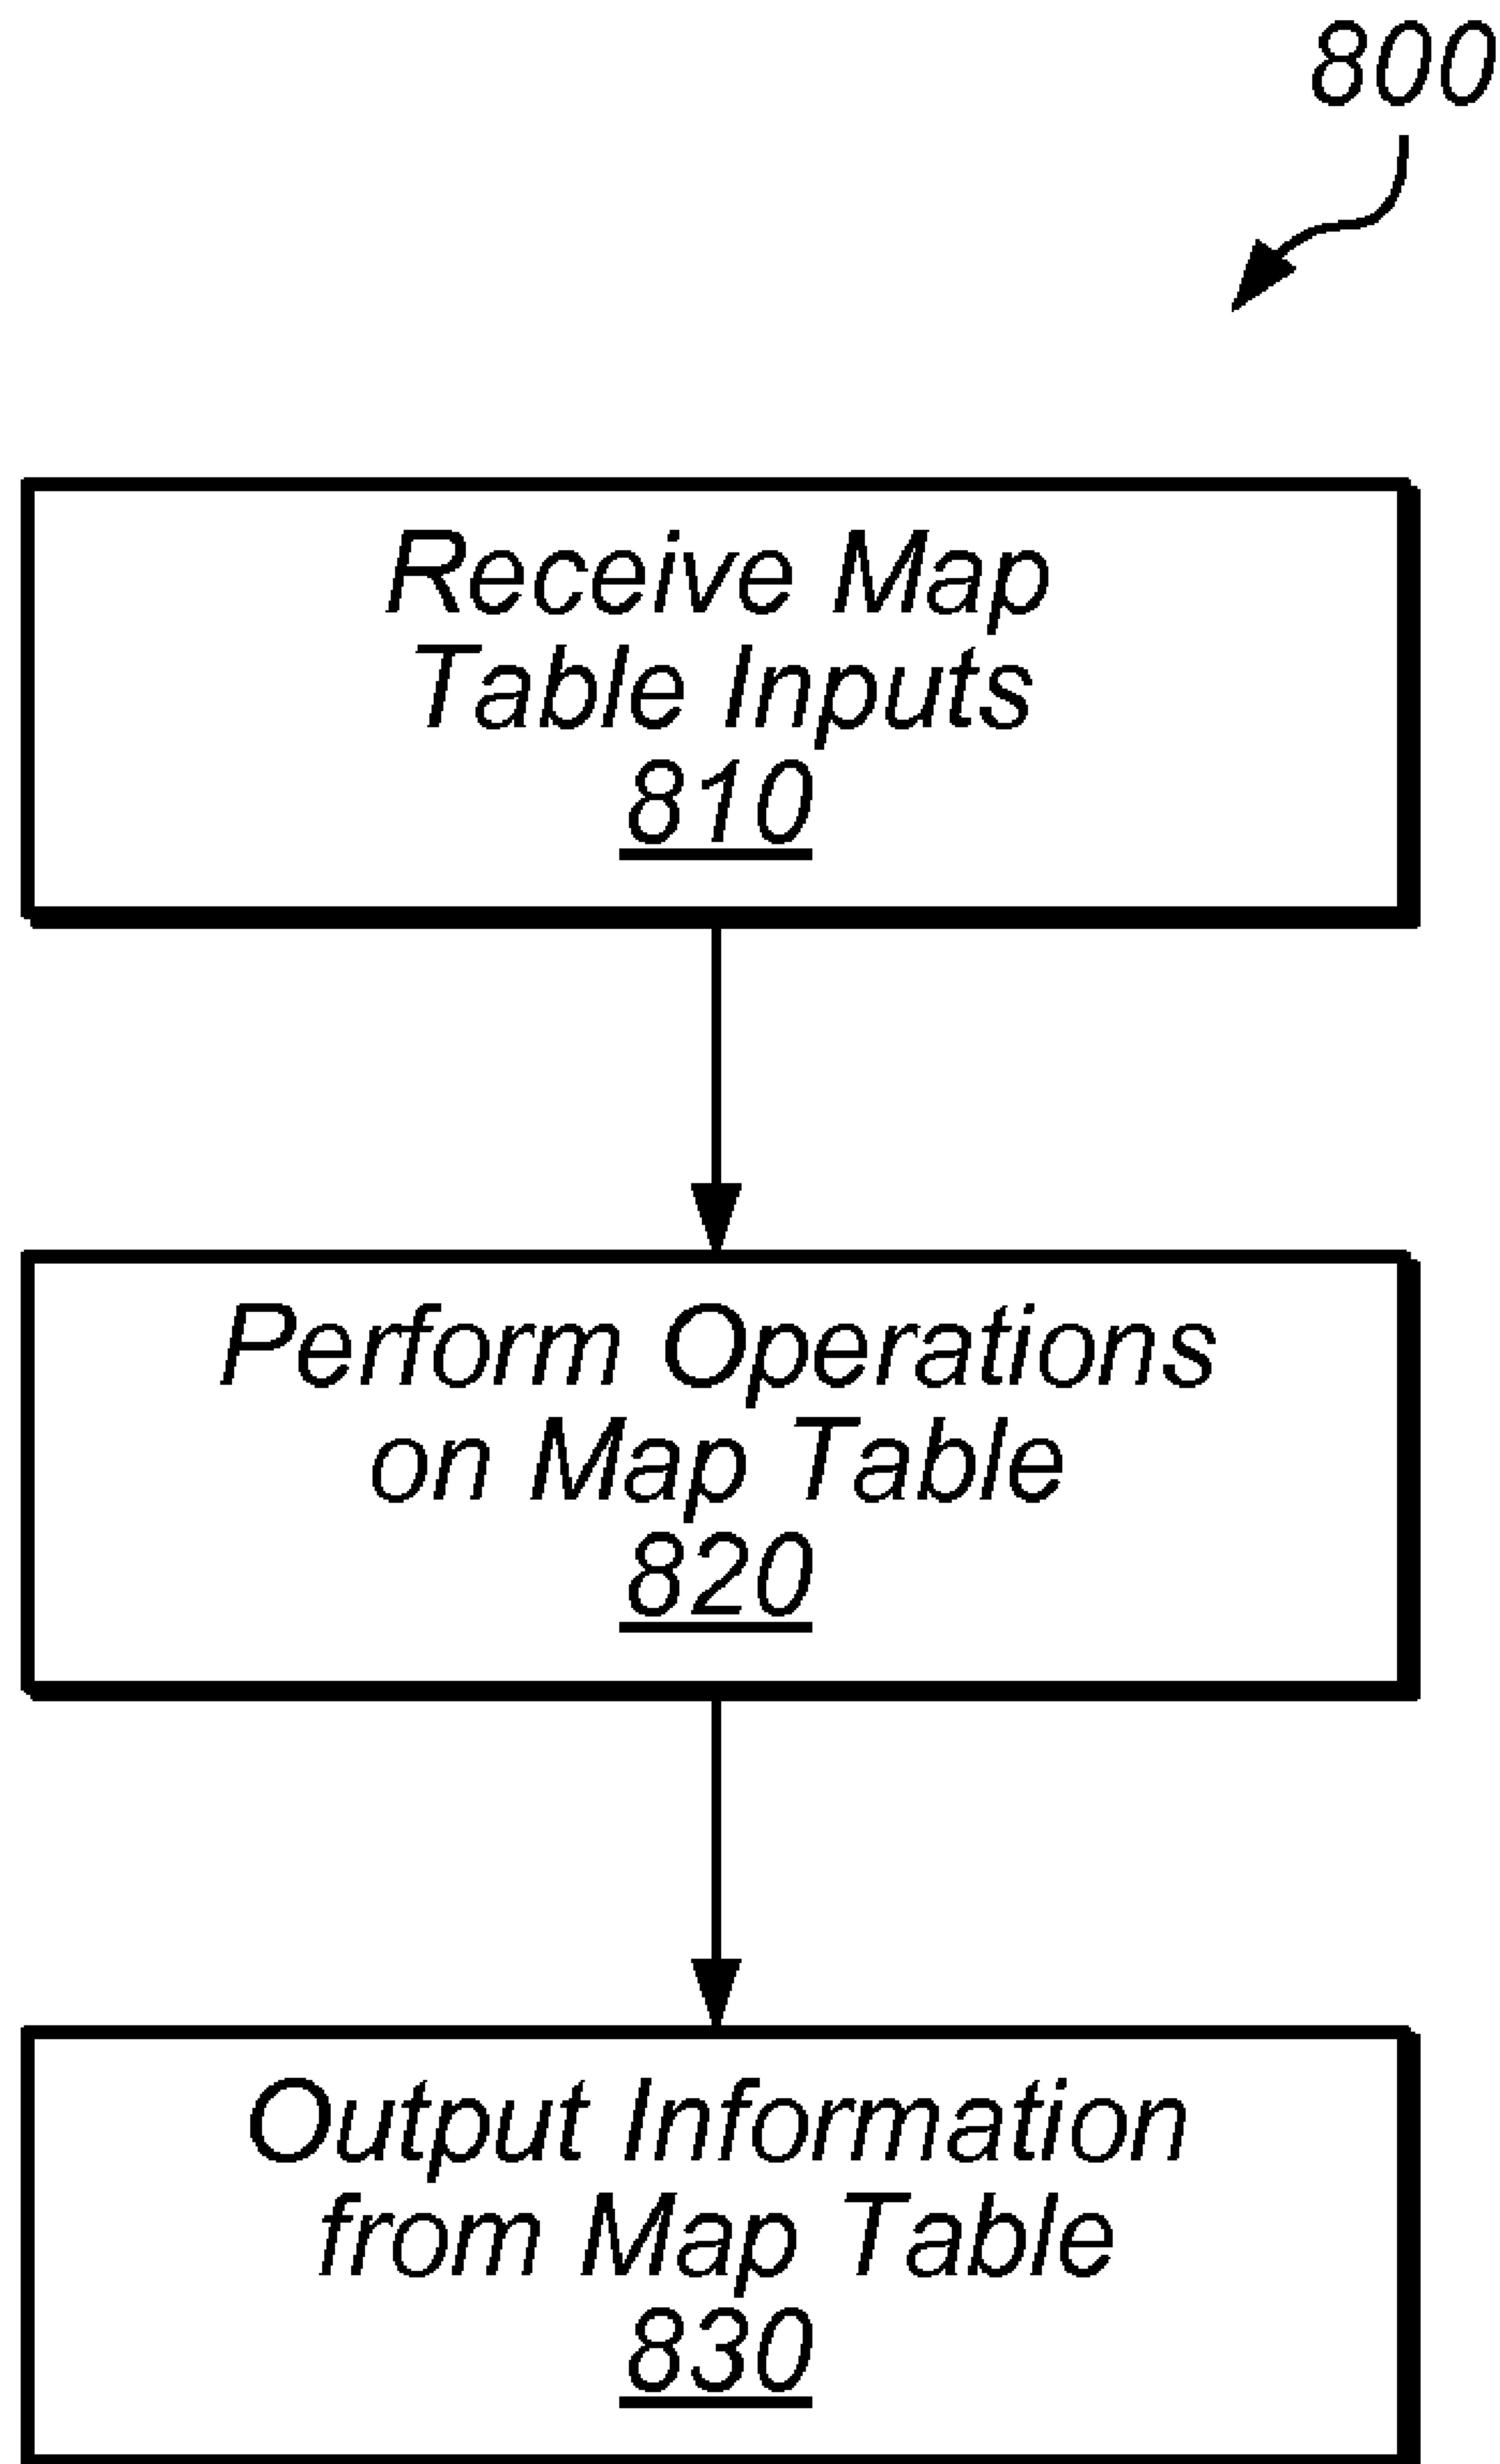 800
Receive Map
Table Inputs
810
Perform Operations
on Map Table
820
Output Information
from Map Table
830